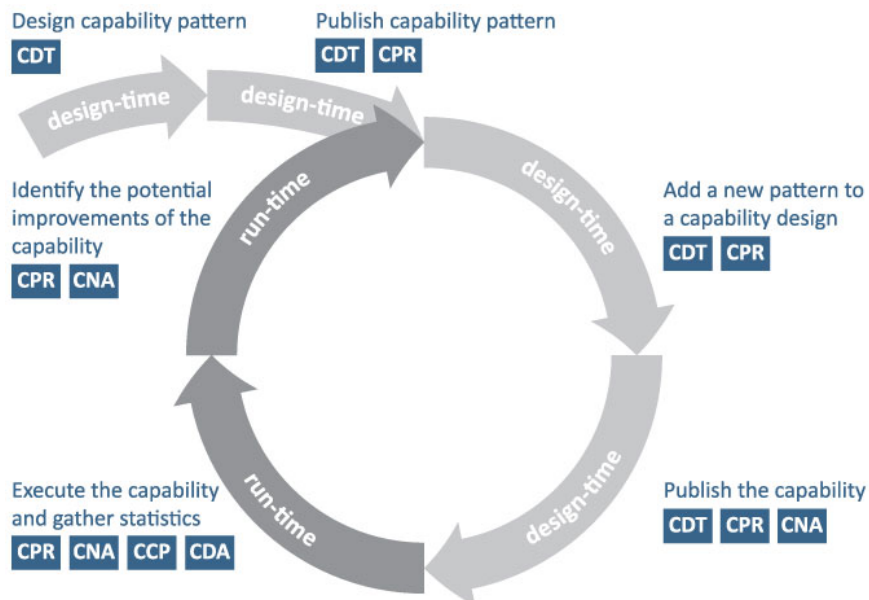 Design capability pattern
CDT
Publish capability pattern
CDT CPR
design-time
design-time
design-time
Add a new pattern to
a capability design
CDT CPR
design-time
Publish the capability
CDT CPR CNA
run-time
Execute the capability
and gather statistics
CPR CNA CCP CDA
run-time
Identify the potential
improvements of the
capability
CPR CNA